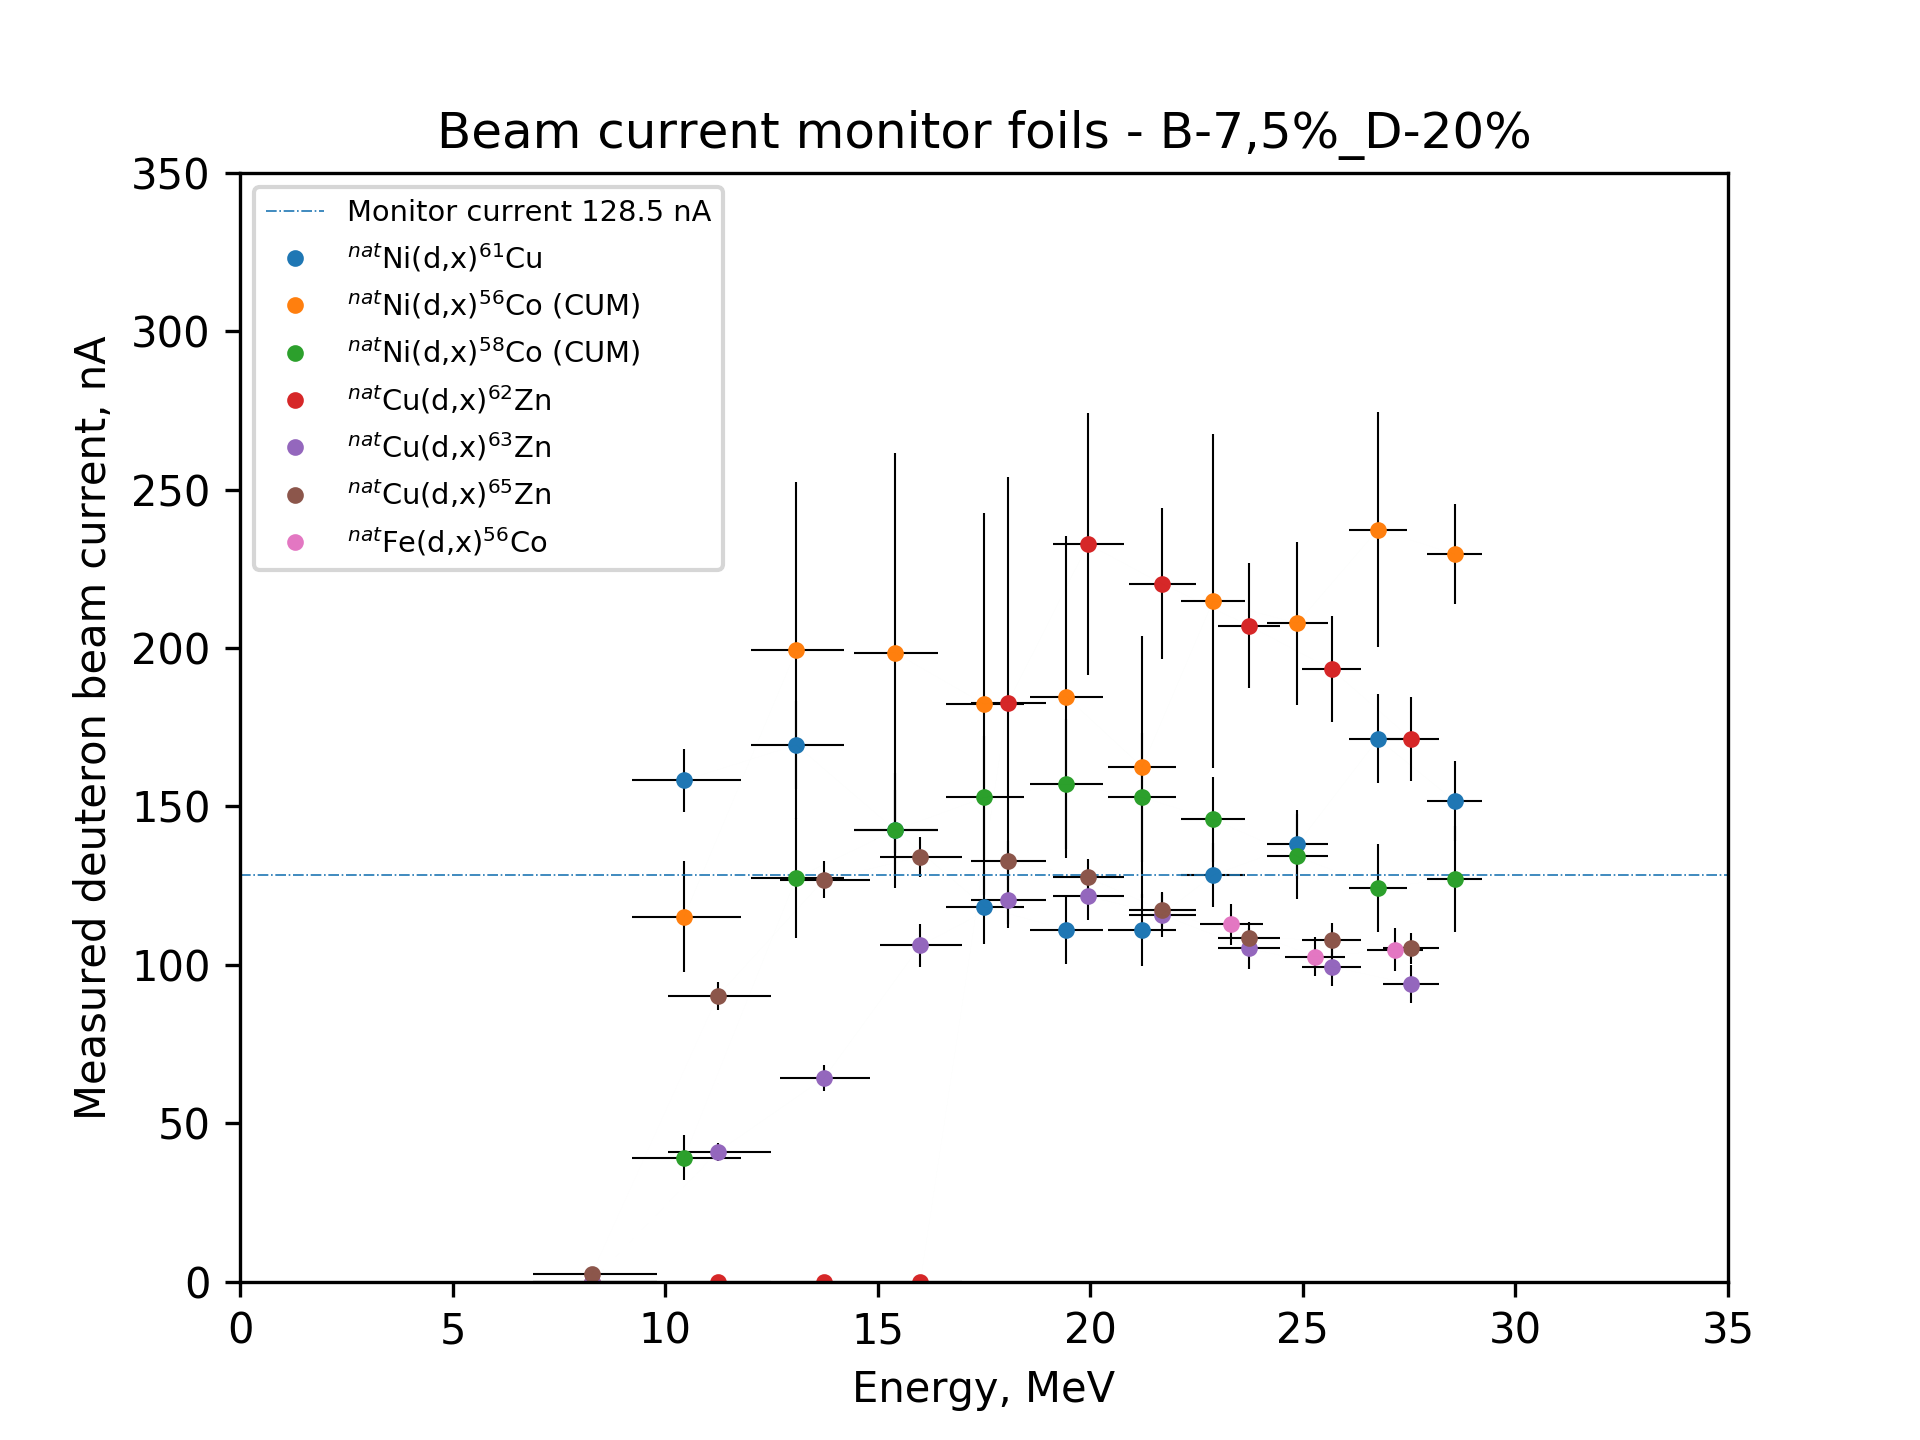 Beam current monitor foils - B-7,5%_D-20%
Measured deuteron beam current, nA
350
300
250
200
150
100
50
0
Monitor current 128.5 nA
ⁿᵃᵗNi(d,x)⁶¹Cu
ⁿᵃᵗNi(d,x)⁵⁶Co (CUM)
ⁿᵃᵗNi(d,x)⁵⁸Co (CUM)
ⁿᵃᵗCu(d,x)⁶²Zn
ⁿᵃᵗCu(d,x)⁶³Zn
ⁿᵃᵗCu(d,x)⁶⁵Zn
ⁿᵃᵗFe(d,x)⁵⁶Co
0 5 10 15 20 25 30 35
Energy, MeV